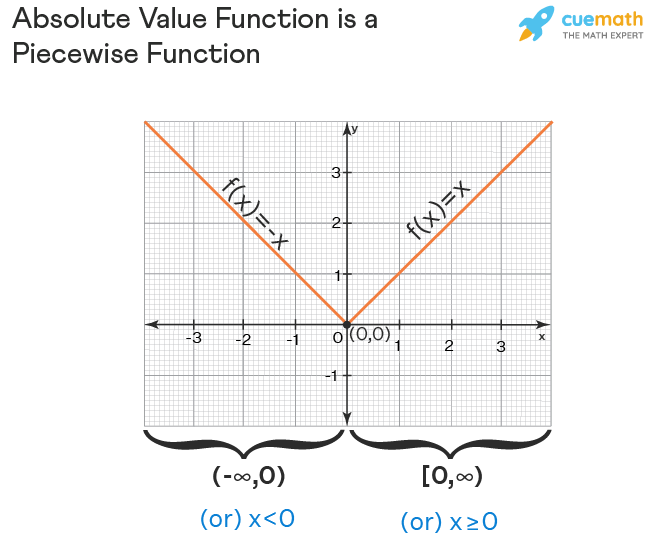 Absolute Value Function is a
Piecewise Function
cuemath
THE MATH EXPERT
y
3
f(x)=-x
f(x)=x
2
1
-3 -2 -1 0 (0,0) 1 2 3 x
-1
(-∞,0)
[0,∞)
(or) x<0
(or) x≥0